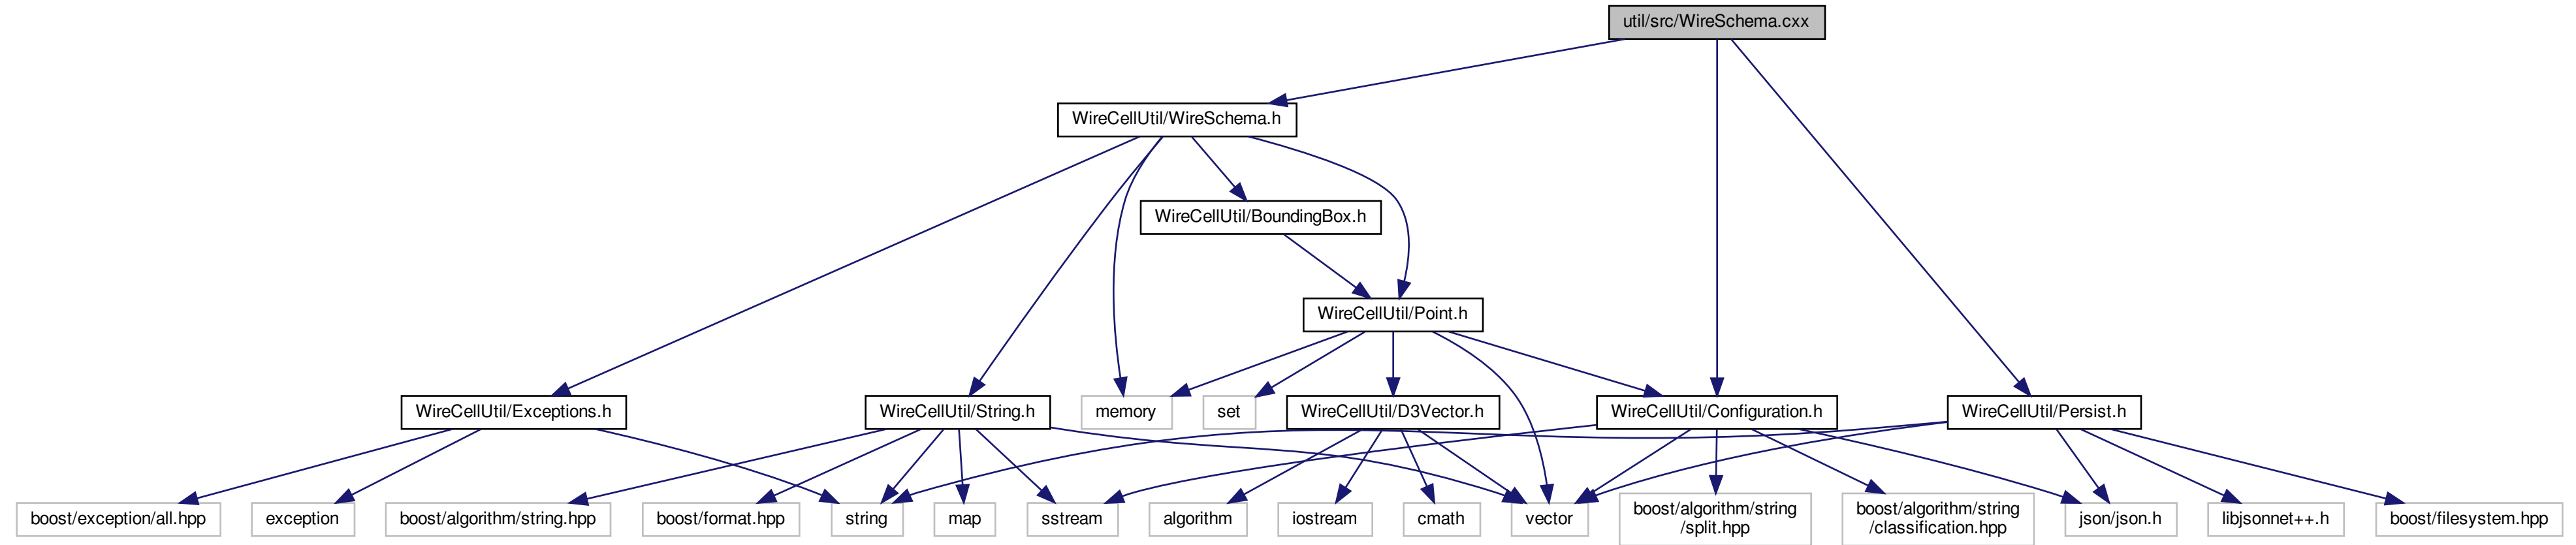 util/src/WireSchema.cxx
WireCellUtil/WireSchema.h
WireCellUtil/BoundingBox.h
WireCellUtil/Point.h
WireCellUtil/Exceptions.h
WireCellUtil/String.h
memory
set
WireCellUtil/D3Vector.h
WireCellUtil/Configuration.h
WireCellUtil/Persist.h
boost/exception/all.hpp
exception
boost/algorithm/string.hpp
boost/format.hpp
string
map
sstream
algorithm
iostream
cmath
vector
boost/algorithm/string
/split.hpp
boost/algorithm/string
/classification.hpp
json/json.h
libjsonnet++.h
boost/filesystem.hpp